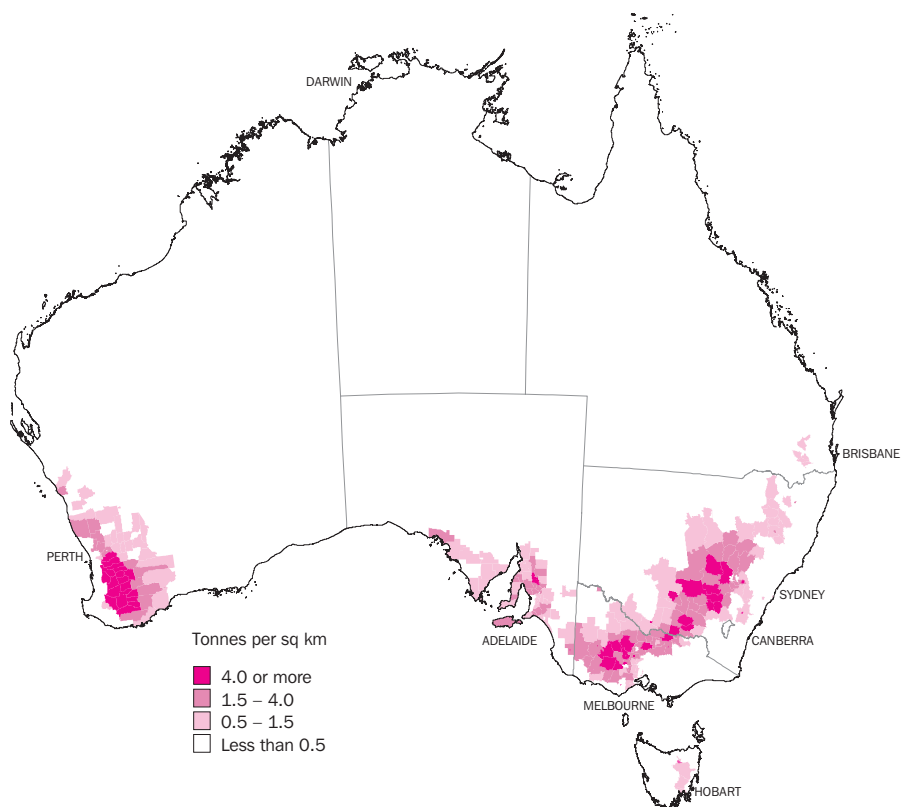 DARWIN
BRISBANE
PERTH
SYDNEY
ADELAIDE
CANBERRA
Tonnes per sq km
4.0 or more
1.5 – 4.0
0.5 – 1.5
Less than 0.5
MELBOURNE
HOBART